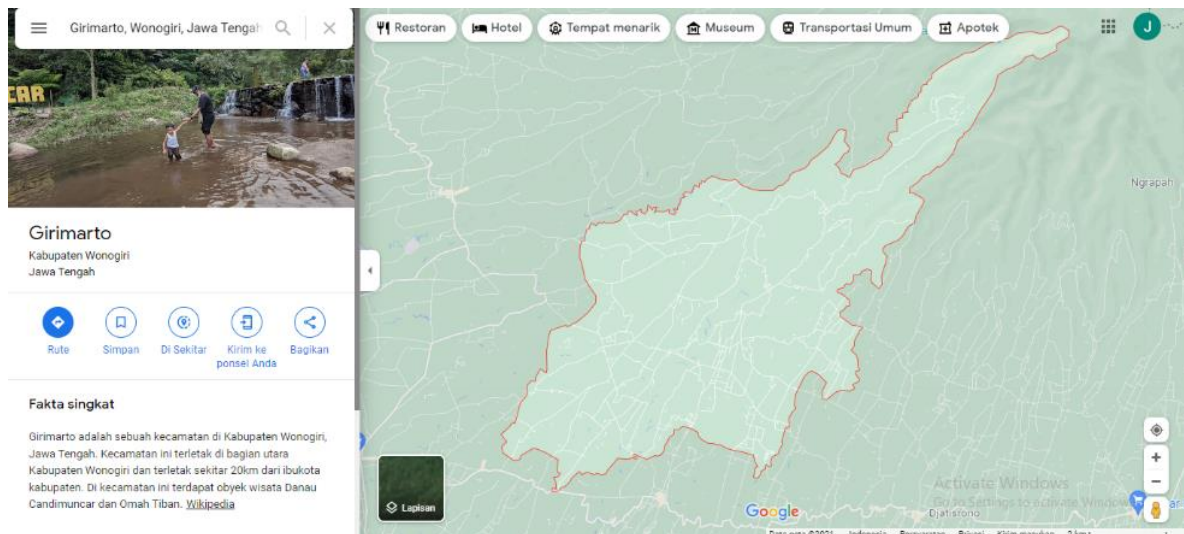 Girimarto, Wonogiri, Jawa Tengah
Restoran
Hotel
Tempat menarik
Museum
Transportasi Umum
Apotek
J
CAR
Girimarto
Kabupaten Wonogiri
Jawa Tengah
Rute
Simpan
Di Sekitar
Kirim ke
ponsel Anda
Bagikan
Fakta singkat
Girimarto adalah sebuah kecamatan di Kabupaten Wonogiri,
Jawa Tengah. Kecamatan ini terletak di bagian utara
Kabupaten Wonogiri dan terletak sekitar 20km dari ibukota
kabupaten. Di kecamatan ini terdapat obyek wisata Danau
Candimuncar dan Omah Tiban. Wikipedia
Ngrapah
Lapisan
Google
Activate Windows
Go to Settings to activate Windows
Djatisrono